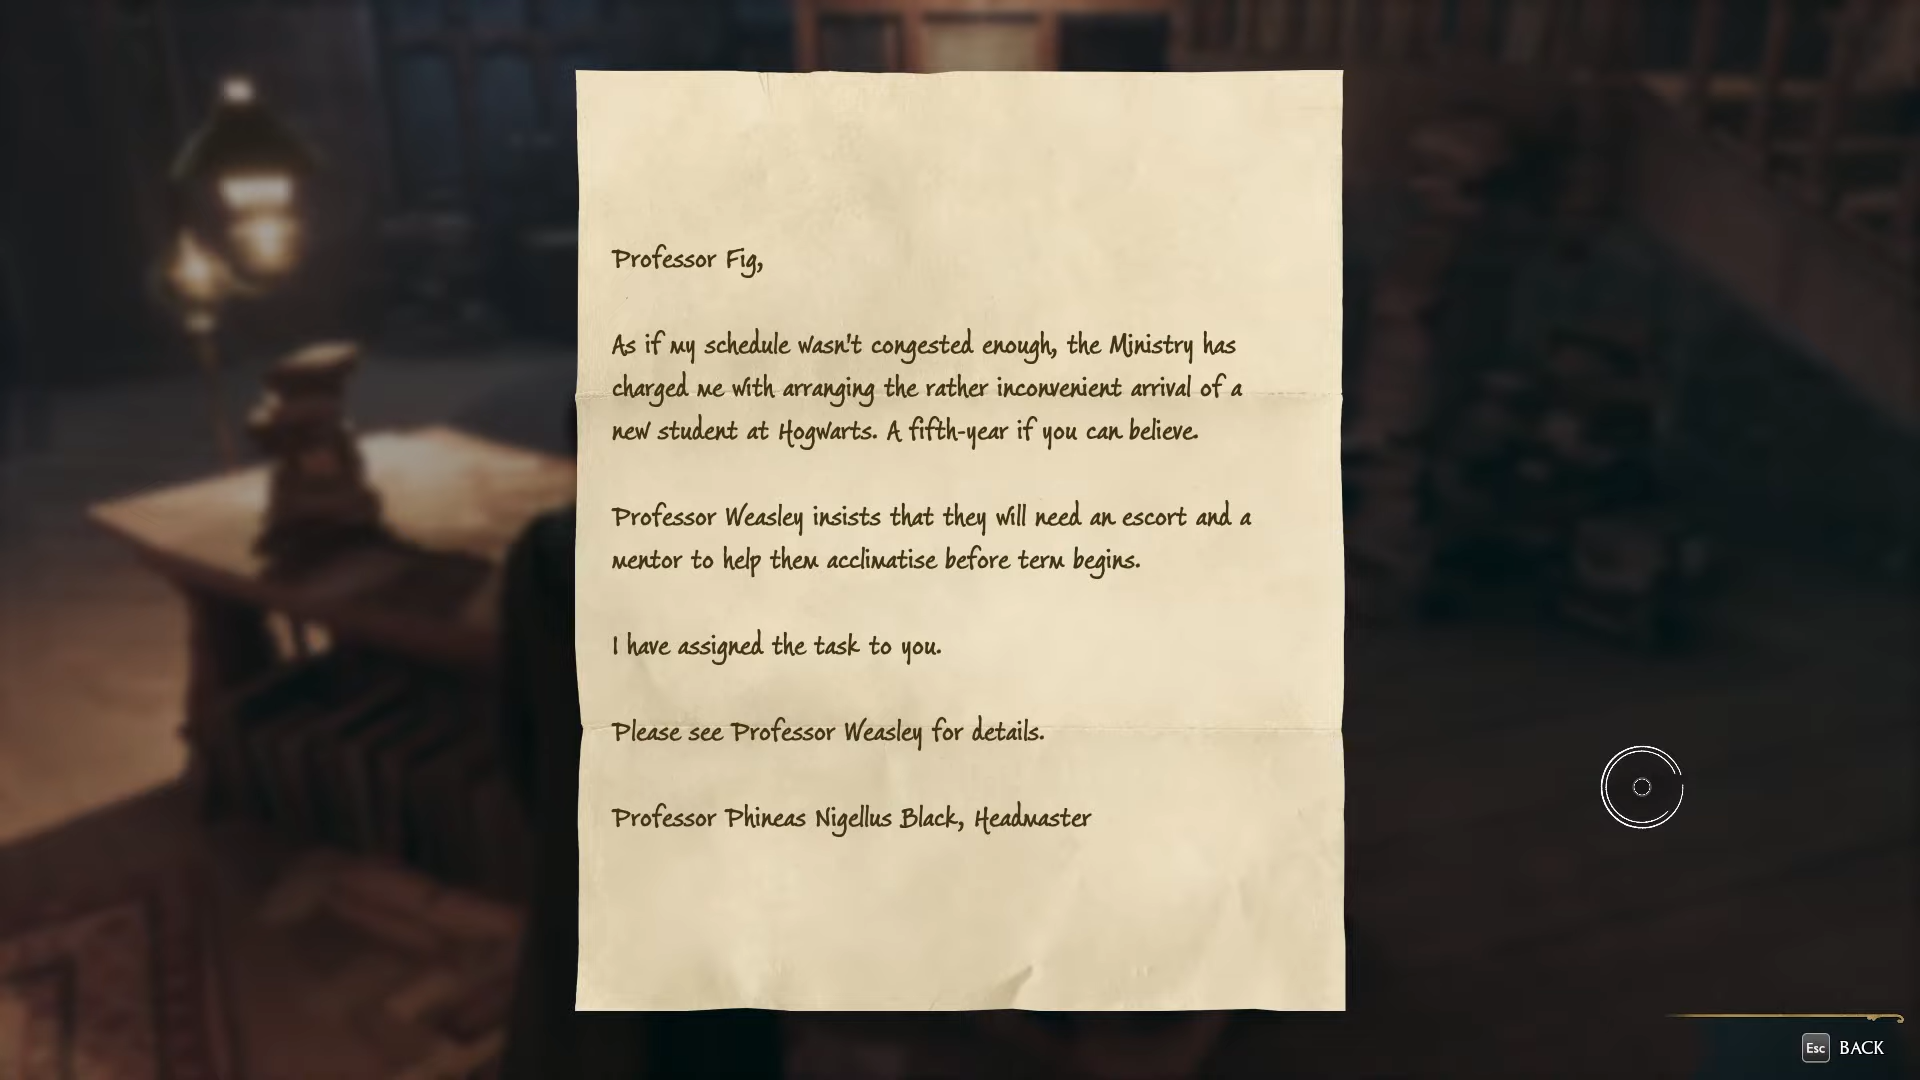 Professor Fig,
As if my schedule wasn't congested enough, the Ministry has
charged me with arranging the rather inconvenient arrival of a
new student at Hogwarts. A fifth-year if you can believe.
Professor Weasley insists that they will need an escort and a
mentor to help them acclimatise before term begins.
I have assigned the task to you.
Please see Professor Weasley for details.
Professor Phineas Nigellus Black, Headmaster
Esc BACK